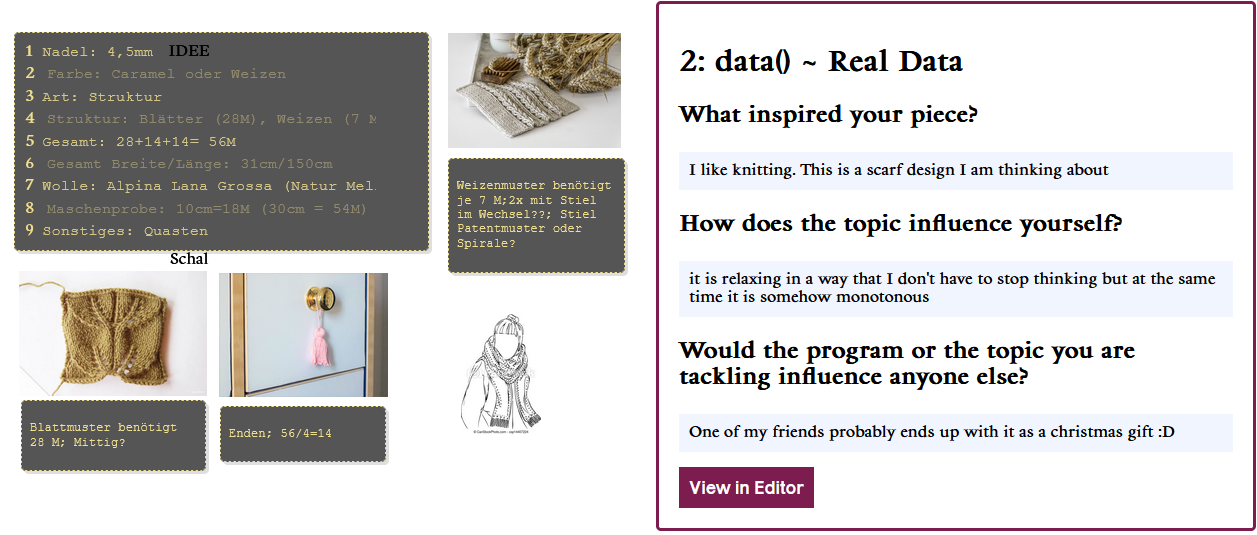 1 Nadel: 4,5mm IDEE
2 Farbe: Caramel oder Weizen
3 Art: Struktur
4 Struktur: Blätter (28M), Weizen (7 M
5 Gesamt: 28+14+14= 56M
6 Gesamt Breite/Länge: 31cm/150cm
7 Wolle: Alpina Lana Grossa (Natur Mel.
8 Maschenprobe: 10cm=18M (30cm = 54M)
9 Sonstiges: Quasten
Schal
Weizenmuster benötigt
je 7 M;2x mit Stiel
im Wechsel??; Stiel
Patentmuster oder
Spirale?
Blattmuster benötigt
28 M; Mittig?
Enden; 56/4=14
© CanStockPhoto.com
2: data() ~ Real Data
What inspired your piece?
I like knitting. This is a scarf design I am thinking about
How does the topic influence yourself?
it is relaxing in a way that I don't have to stop thinking but at the same
time it is somehow monotonous
Would the program or the topic you are
tackling influence anyone else?
One of my friends probably ends up with it as a christmas gift :D
View in Editor